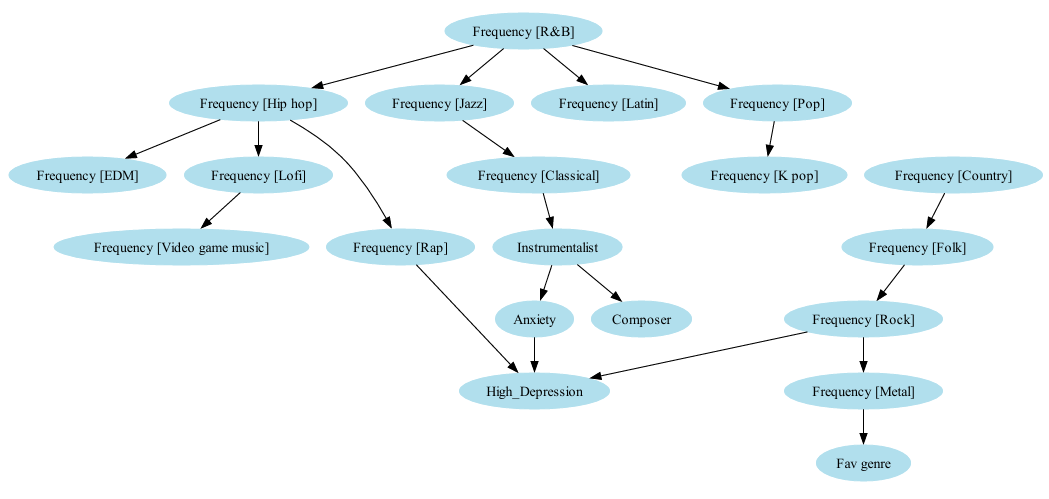 Frequency [R&B]
Frequency [Hip hop]
Frequency [Jazz]
Frequency [Latin]
Frequency [Pop]
Frequency [EDM]
Frequency [Lofi]
Frequency [Classical]
Frequency [K pop]
Frequency [Country]
Frequency [Video game music]
Frequency [Rap]
Instrumentalist
Frequency [Folk]
Anxiety
Composer
Frequency [Rock]
High_Depression
Frequency [Metal]
Fav genre